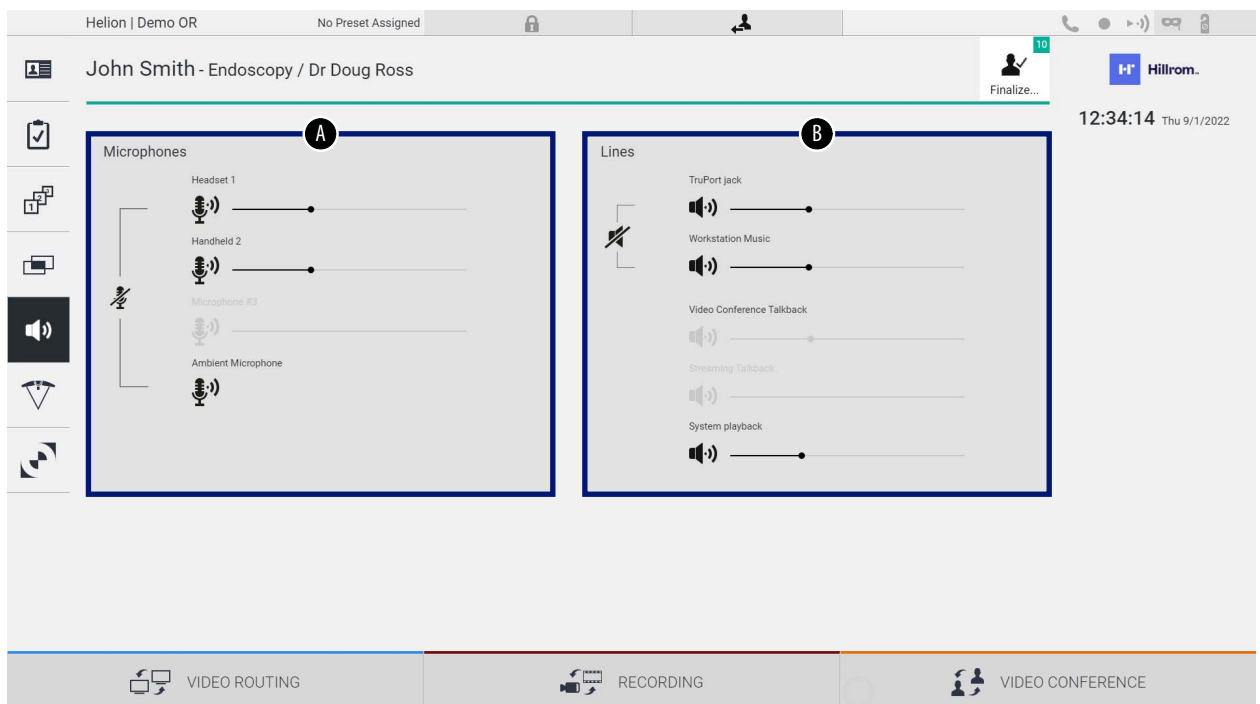 Helion | Demo OR
No Preset Assigned
John Smith - Endoscopy / Dr Doug Ross
10
Finalize...
Hillrom™
12:34:14 Thu 9/1/2022
A
Microphones
Headset 1
Handheld 2
Microphone #3
Ambient Microphone
B
Lines
TruPort jack
Workstation Music
Video Conference Talkback
Streaming Talkback
System playback
VIDEO ROUTING
RECORDING
VIDEO CONFERENCE